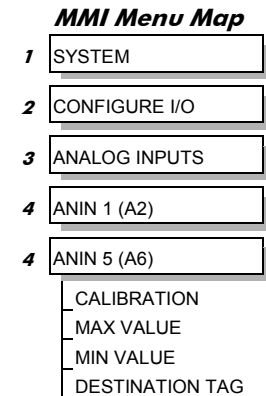 MMI Menu Map
1 SYSTEM
2 CONFIGURE I/O
3 ANALOG INPUTS
4 ANIN 1 (A2)
4 ANIN 5 (A6)
CALIBRATION
MAX VALUE
MIN VALUE
DESTINATION TAG